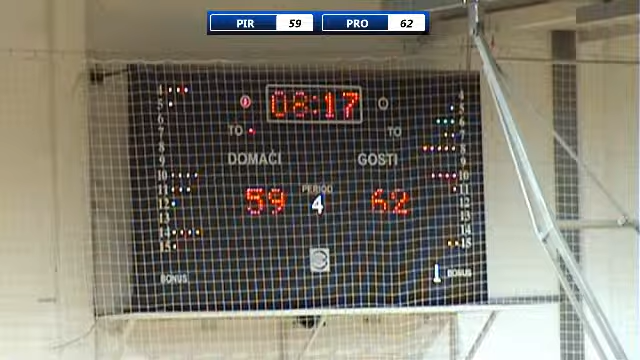 PIR 59 PRO 62
08:17
TO TO
DOMAĆI GOSTI
PERIOD
59 4 62
BONUS BONUS
4 4
5 5
6 6
7 7
8 8
9 9
10 10
11 11
12 12
13 13
14 14
15 15